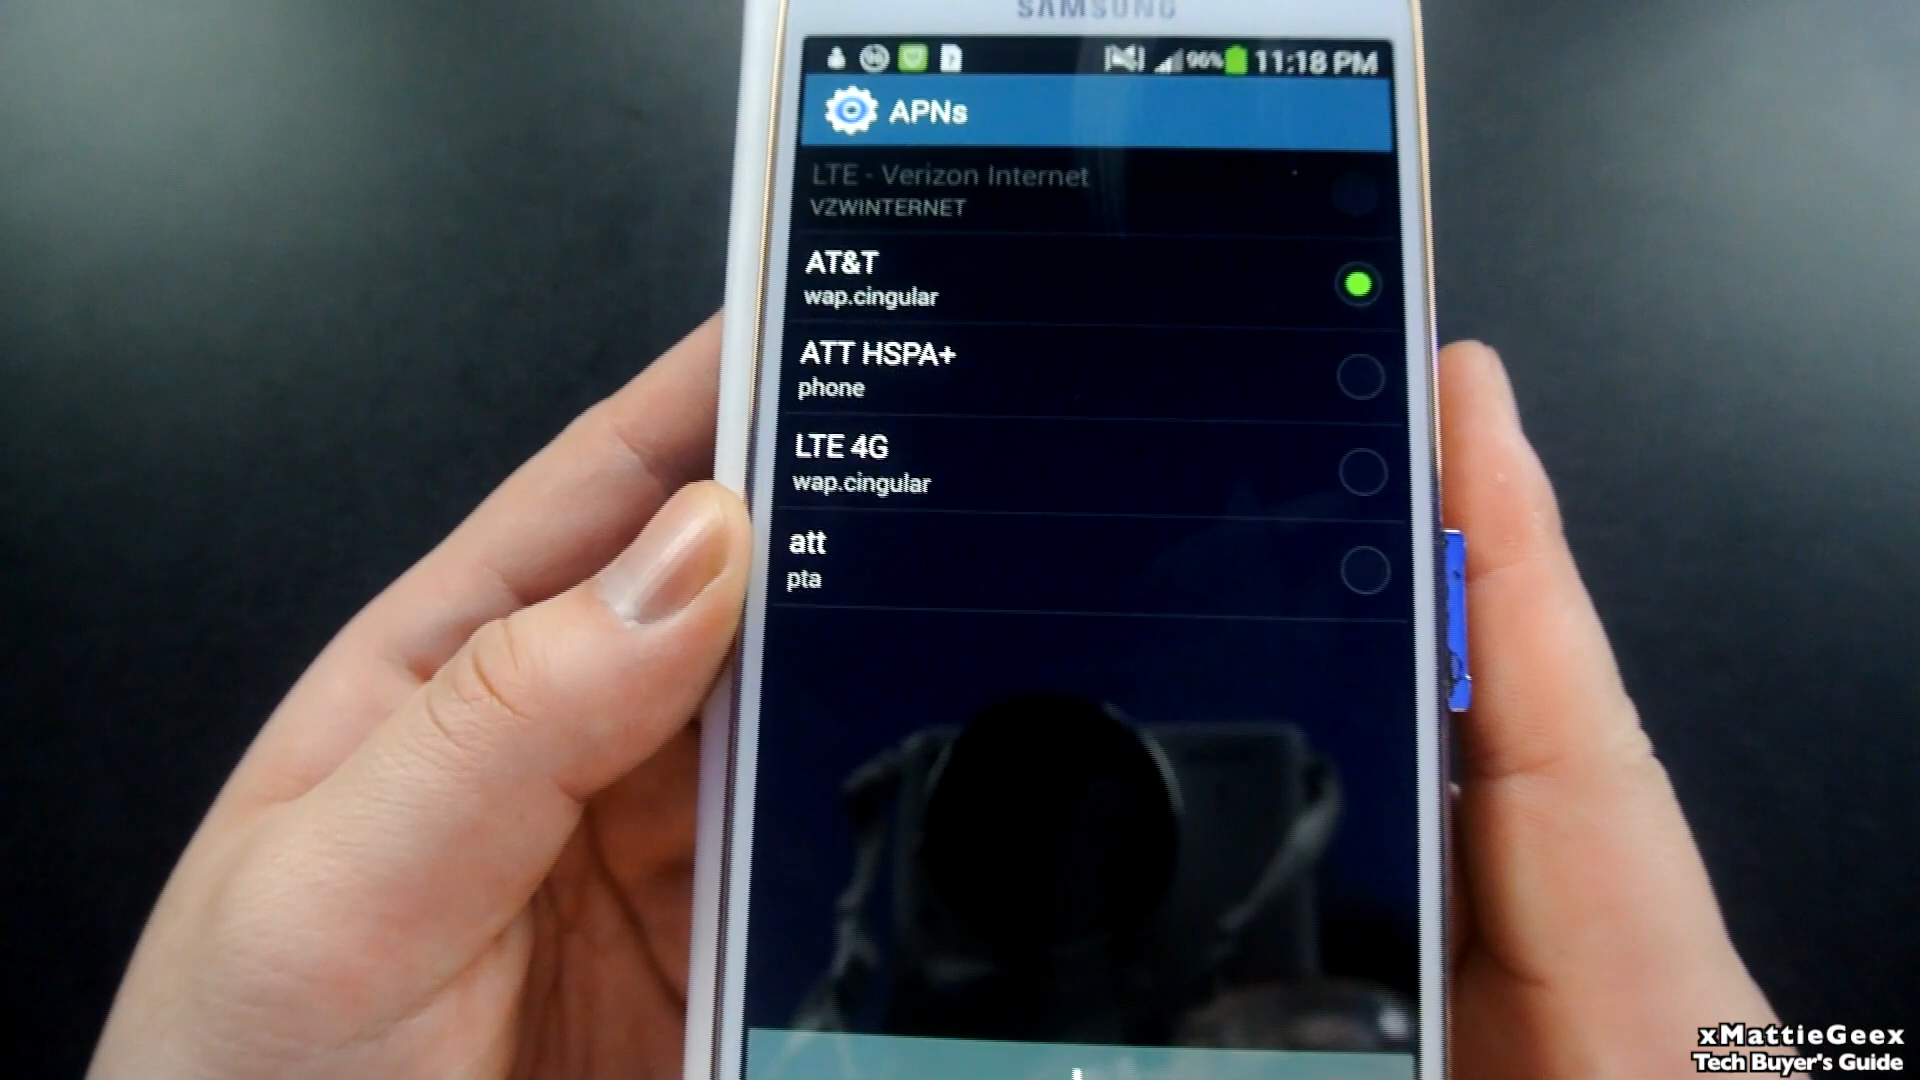 SAMSUNG
96% 11:18 PM
APNs
LTE - Verizon Internet
VZWINTERNET
AT&T
wap.cingular
ATT HSPA+
phone
LTE 4G
wap.cingular
att
pta
xMattieGeex
Tech Buyer's Guide